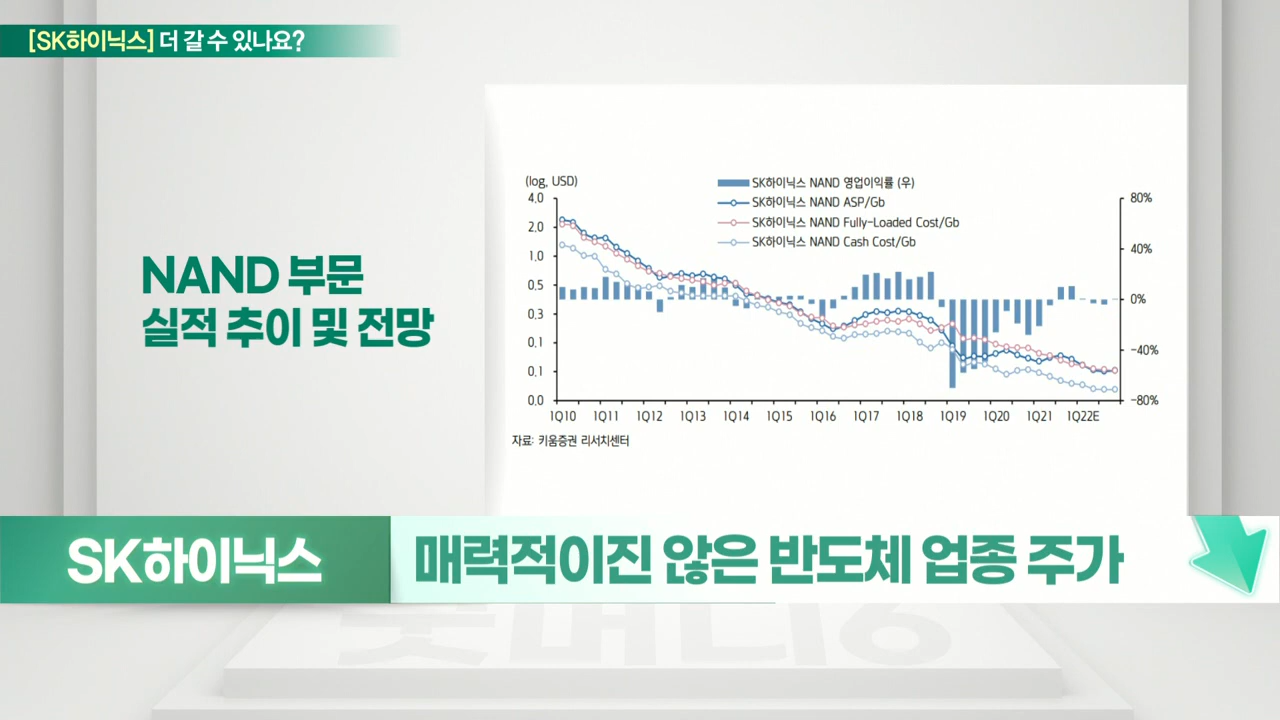 [SK하이닉스] 더 갈 수 있나요?
NAND 부문
실적 추이 및 전망
(log, USD)
SK하이닉스 NAND 영업이익률 (우)
SK하이닉스 NAND ASP/Gb
SK하이닉스 NAND Fully-Loaded Cost/Gb
SK하이닉스 NAND Cash Cost/Gb
4.0
2.0
1.0
0.5
0.3
0.1
0.1
0.0
80%
40%
0%
-40%
-80%
1Q10 1Q11 1Q12 1Q13 1Q14 1Q15 1Q16 1Q17 1Q18 1Q19 1Q20 1Q21 1Q22E
자료: 키움증권 리서치센터
SK하이닉스 매력적이진 않은 반도체 업종 주가